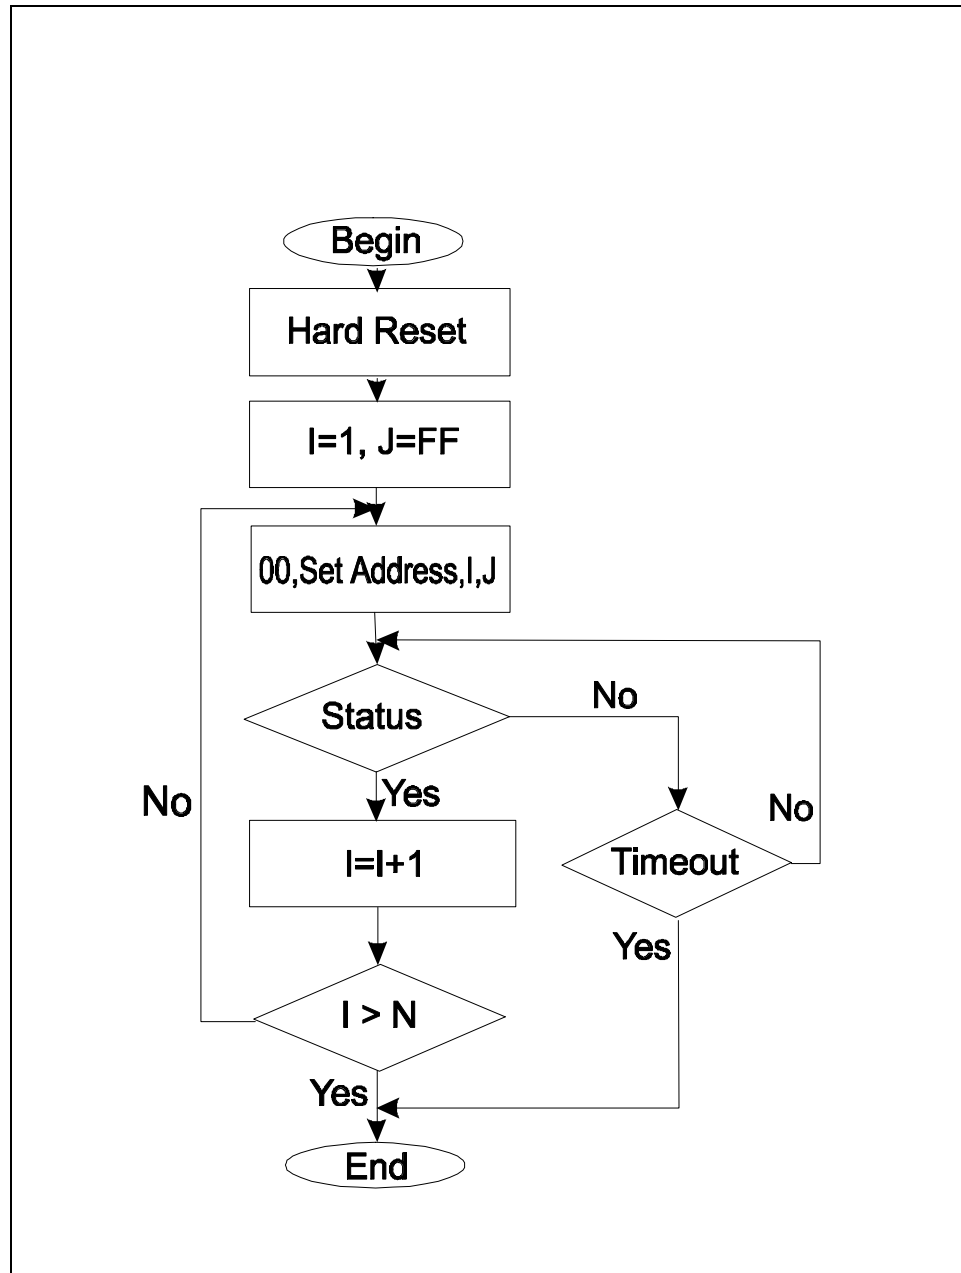 Begin
Hard Reset
I=1, J=FF
00,Set Address,I,J
Status
No
Yes
No
No
I=I+1
Timeout
Yes
I > N
Yes
End